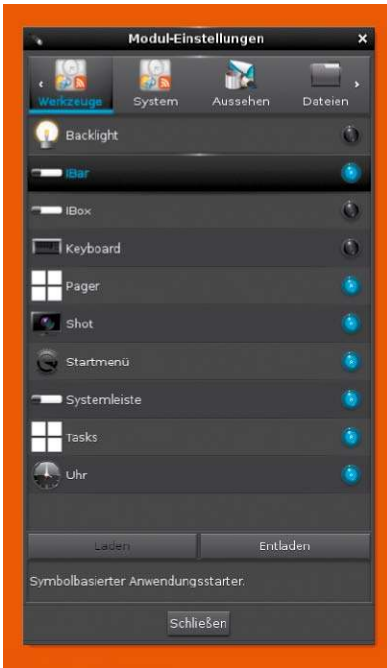 Modul-Einstellungen
Werkzeuge System Aussehen Dateien
Backlight
IBar
IBox
Keyboard
Pager
Shot
Startmenü
Systemleiste
Tasks
Uhr
Laden Entladen
Symbolbasierter Anwendungsstarter.
Schließen